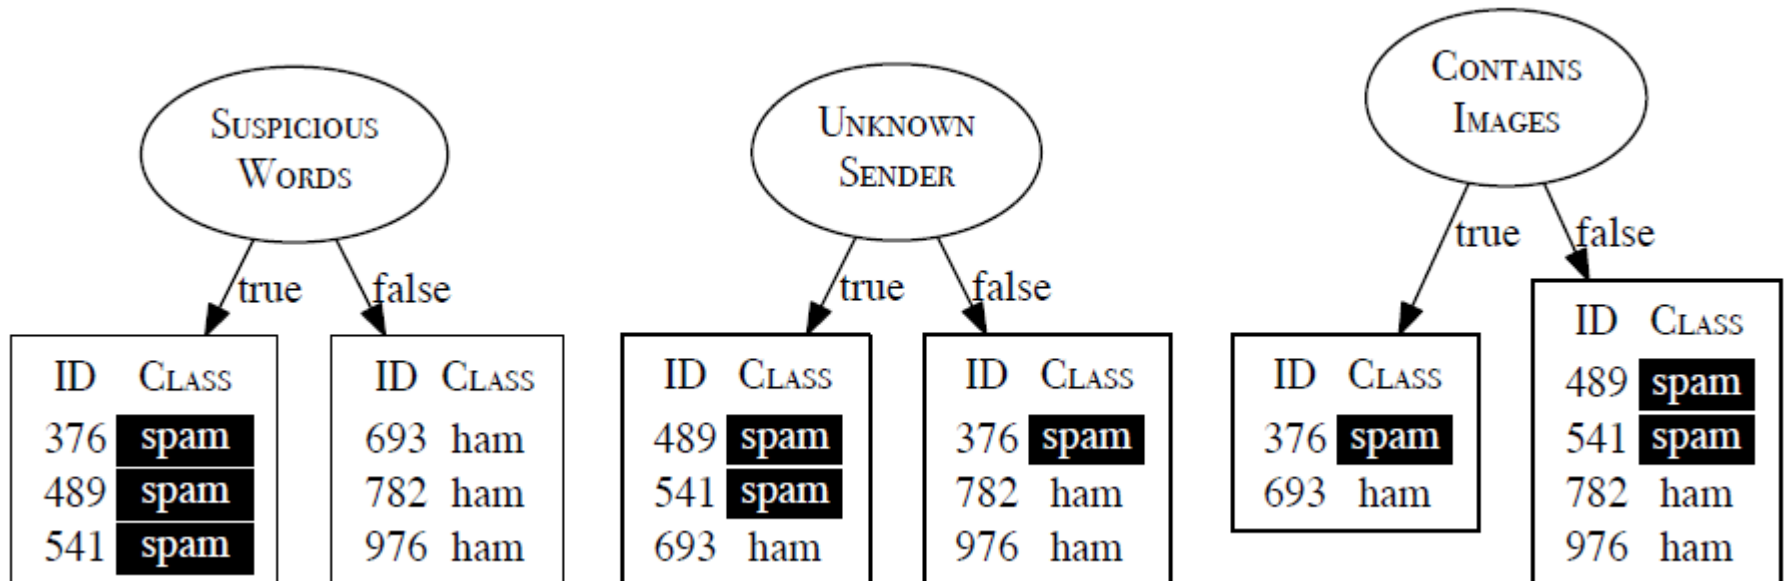 SUSPICIOUS
WORDS
true
false
ID CLASS
376 spam
489 spam
541 spam
ID CLASS
693 ham
782 ham
976 ham
UNKNOWN
SENDER
true
false
ID CLASS
489 spam
541 spam
693 ham
ID CLASS
376 spam
782 ham
976 ham
CONTAINS
IMAGES
true
false
ID CLASS
376 spam
693 ham
ID CLASS
489 spam
541 spam
782 ham
976 ham